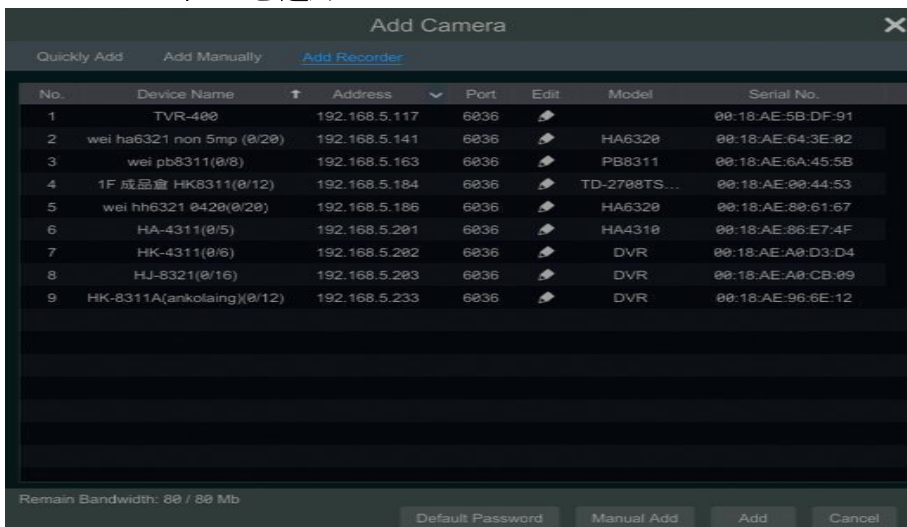 Add Camera
Quickly Add Add Manually Add Recorder
No. Device Name Address Port Edit Model Serial No.
1 TVR-400 192.168.5.117 6036 00:18:AE:5B:DF:91
2 wei ha6321 non 5mp (0/20) 192.168.5.141 6036 HA6320 00:18:AE:64:3E:02
3 wei pb8311(0/8) 192.168.5.163 6036 PB8311 00:18:AE:6A:45:5B
4 1F 成品倉 HK8311(0/12) 192.168.5.184 6036 TD-2708TS... 00:18:AE:00:44:53
5 wei hh6321 0420(0/20) 192.168.5.186 6036 HA6320 00:18:AE:80:61:67
6 HA-4311(0/5) 192.168.5.201 6036 HA4310 00:18:AE:86:E7:4F
7 HK-4311(0/6) 192.168.5.202 6036 DVR 00:18:AE:A0:D3:D4
8 HJ-8321(0/16) 192.168.5.203 6036 DVR 00:18:AE:A0:CB:09
9 HK-8311A(ankolaing)(0/12) 192.168.5.233 6036 DVR 00:18:AE:96:6E:12
Remain Bandwidth: 80 / 80 Mb
Default Password Manual Add Add Cancel